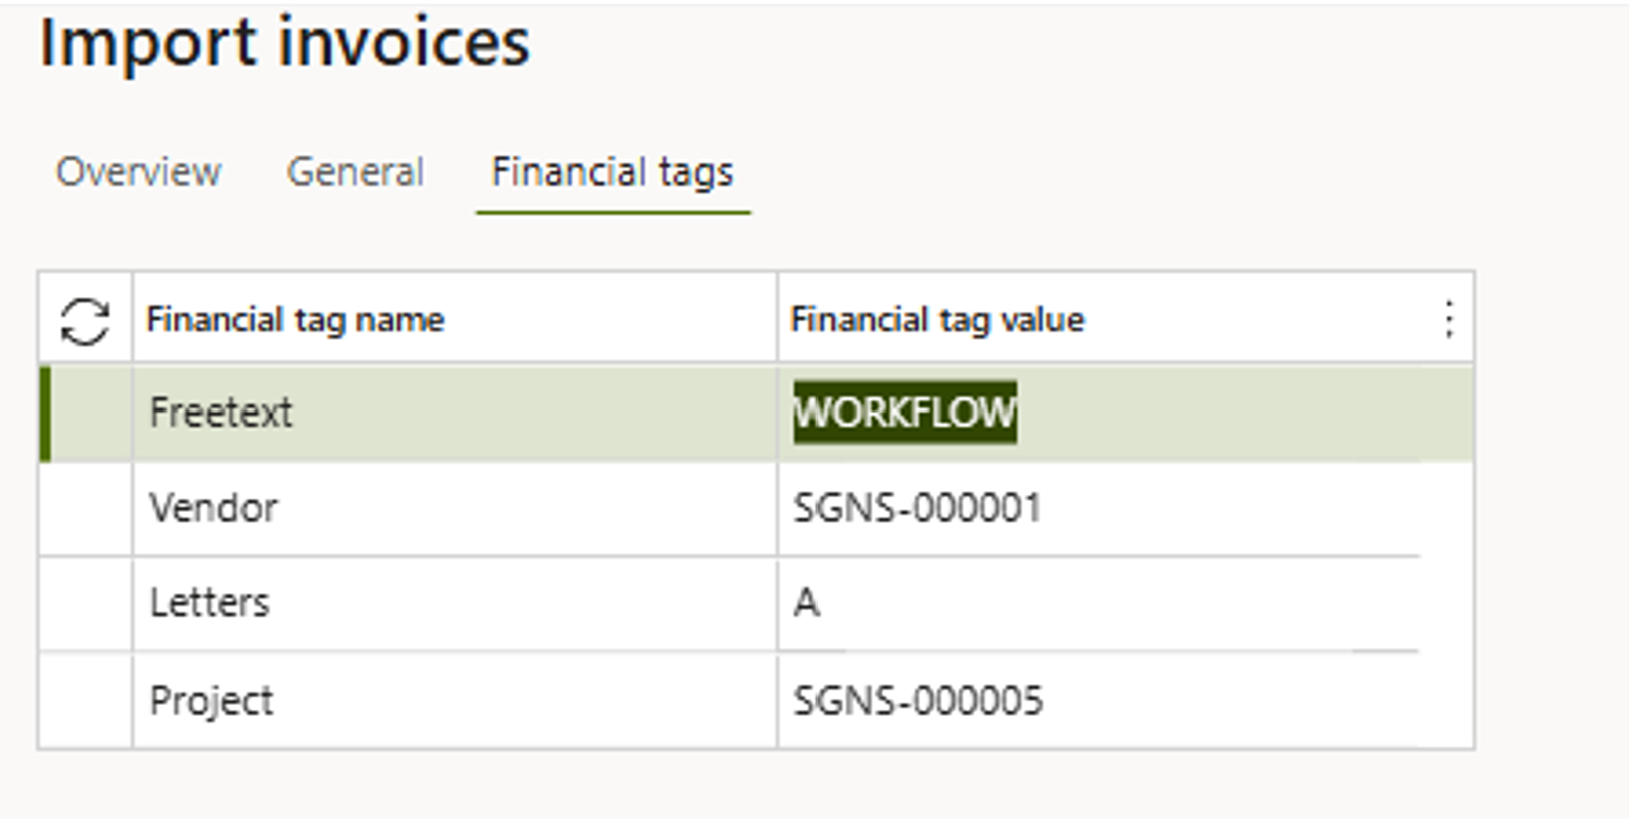 Import invoices
Overview General Financial tags
Financial tag name Financial tag value
Freetext WORKFLOW
Vendor SGNS-000001
Letters A
Project SGNS-000005